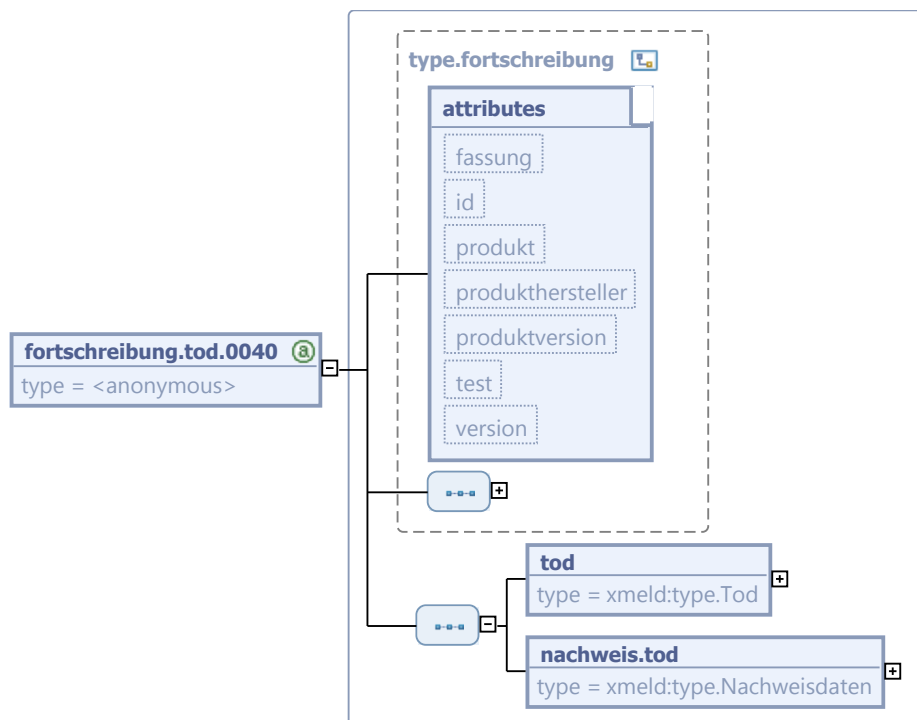 type.fortschreibung
attributes
fassung
id
produkt
produkthersteller
produktversion
test
version
fortschreibung.tod.0040 @
type = <anonymous>
tod
type = xmeld:type.Tod
nachweis.tod
type = xmeld:type.Nachweisdaten